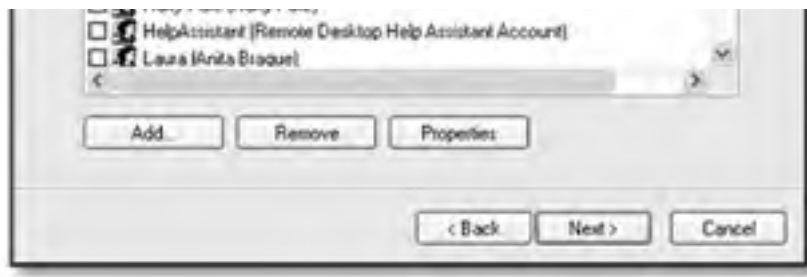 HelpAssistant (Remote Desktop Help Assistant Account)
Laura (Anita Braque)
Add...
Remove
Properties
< Back
Next >
Cancel